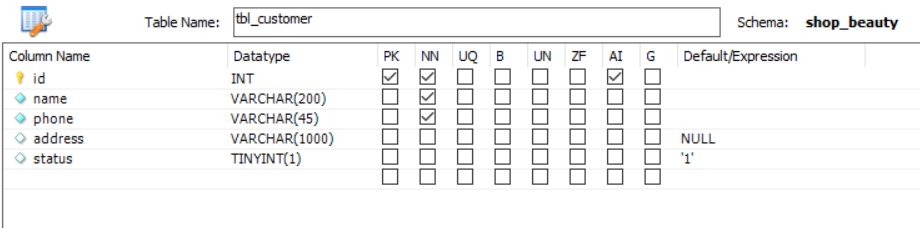 Table Name: tbl_customer Schema: shop_beauty
Column Name Datatype PK NN UQ B UN ZF AI G Default/Expression
id INT
name VARCHAR(200)
phone VARCHAR(45)
address VARCHAR(1000) NULL
status TINYINT(1) '1'